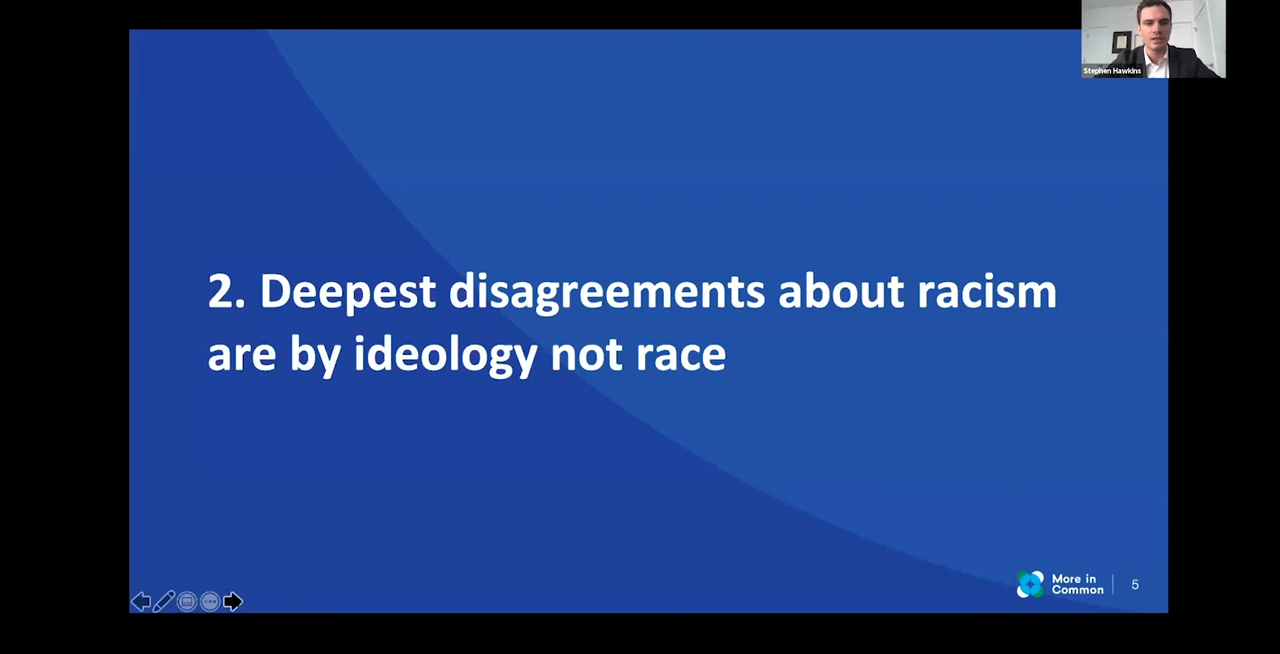 Stephen Hawkins
2. Deepest disagreements about racism
are by ideology not race
More in
Common
5